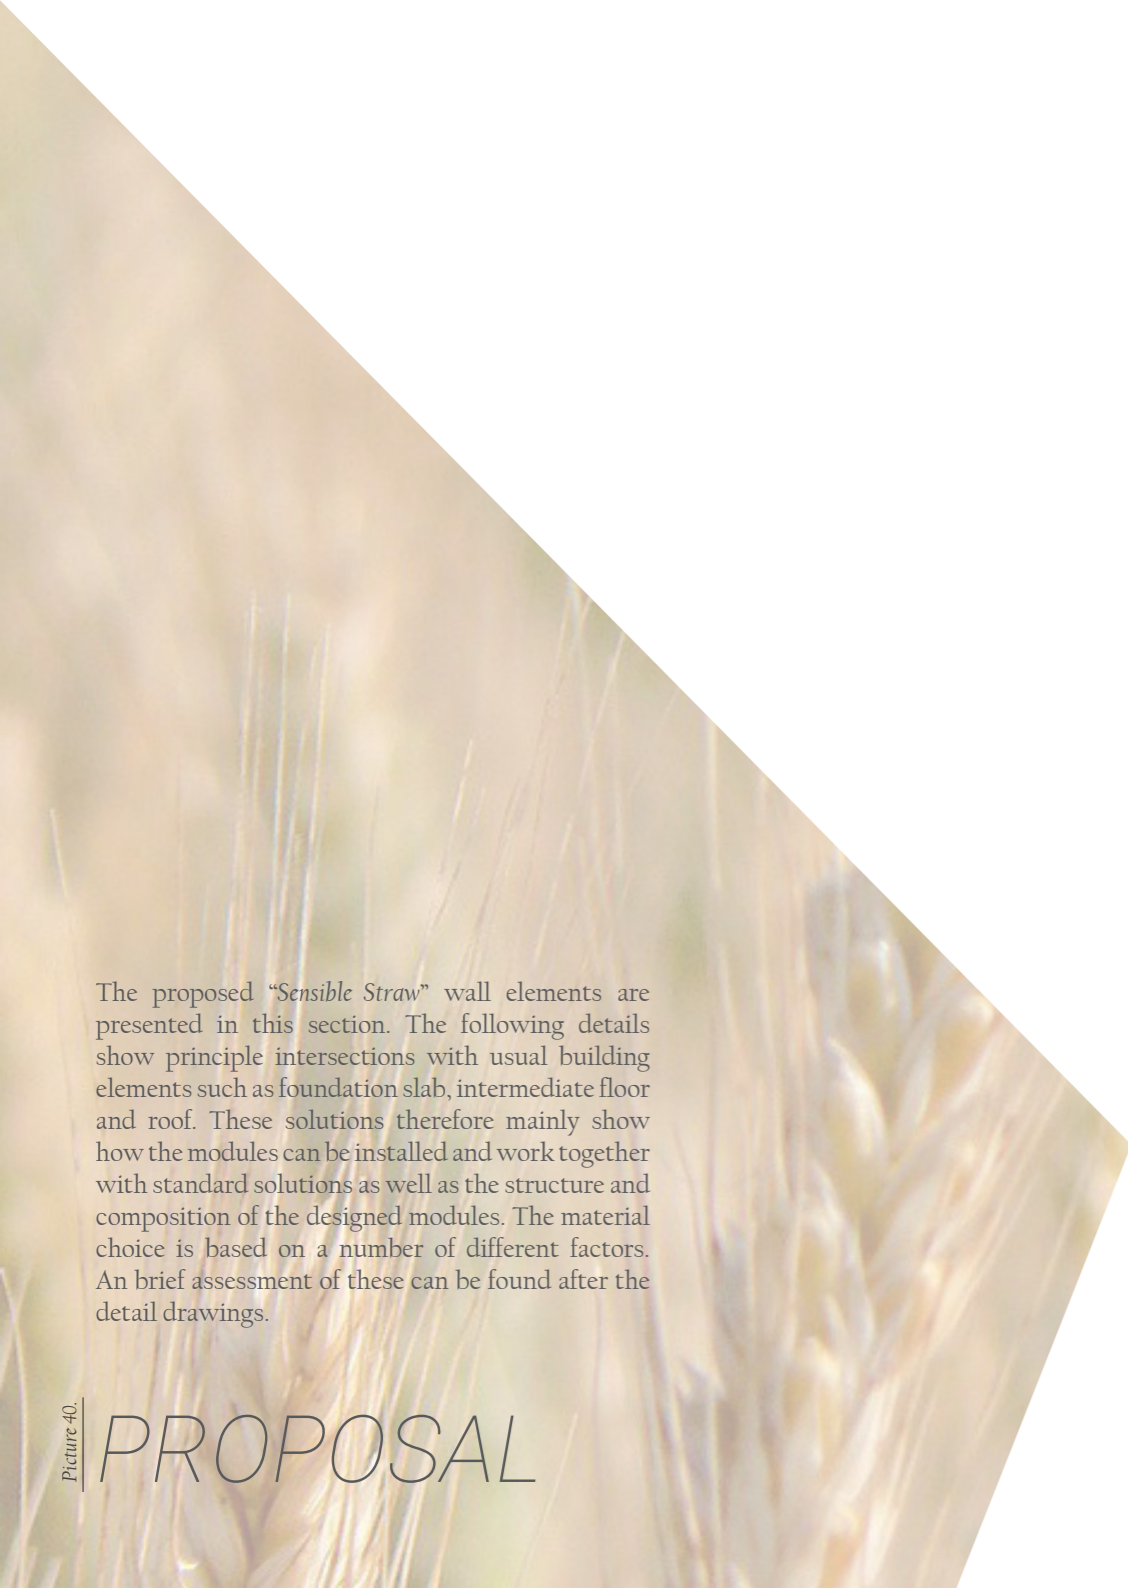 The proposed “Sensible Straw” wall elements are
presented in this section. The following details
show principle intersections with usual building
elements such as foundation slab, intermediate floor
and roof. These solutions therefore mainly show
how the modules can be installed and work together
with standard solutions as well as the structure and
composition of the designed modules. The material
choice is based on a number of different factors.
An brief assessment of these can be found after the
detail drawings.
Picture 40.
PROPOSAL